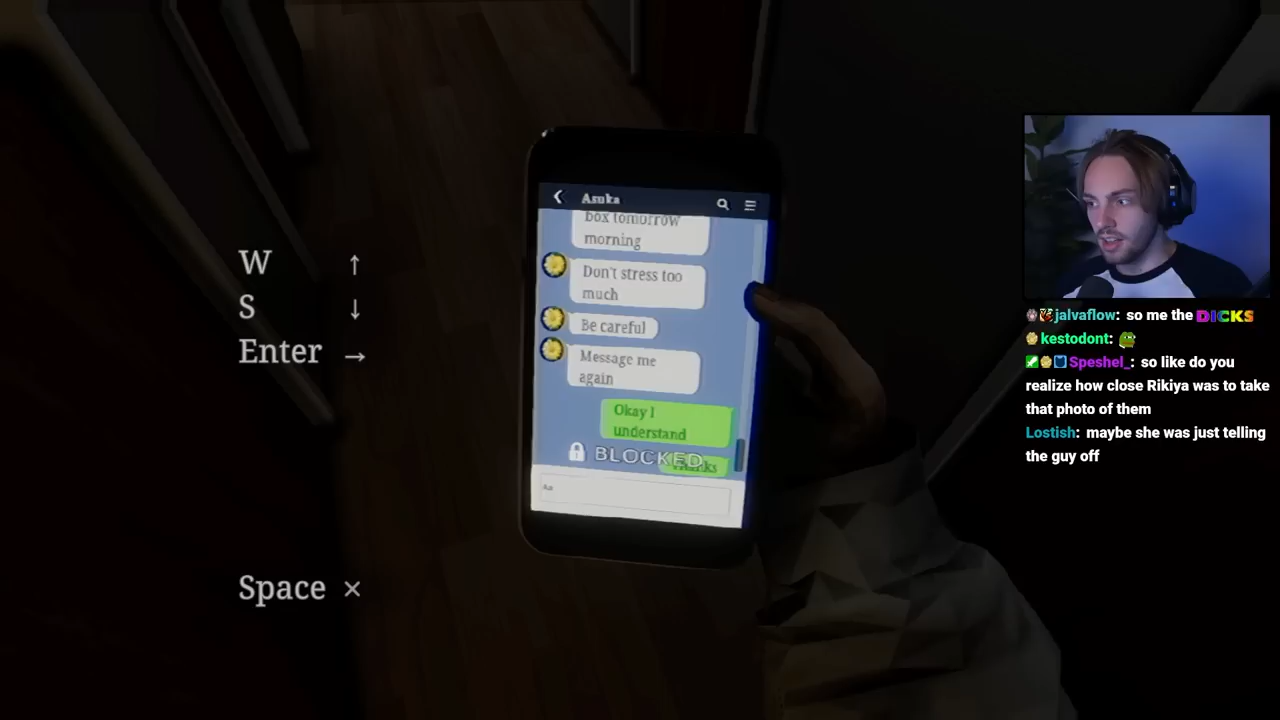 Asuka
box tomorrow
morning
Don't stress too
much
Be careful
Message me
again
Okay I
understand
BLOCKED
Thanks
Aa
W ↑
S ↓
Enter →
Space ×
jalvaflow: so me the DICKS
kestodont:
Speshel_: so like do you
realize how close Rikiya was to take
that photo of them
Lostish: maybe she was just telling
the guy off